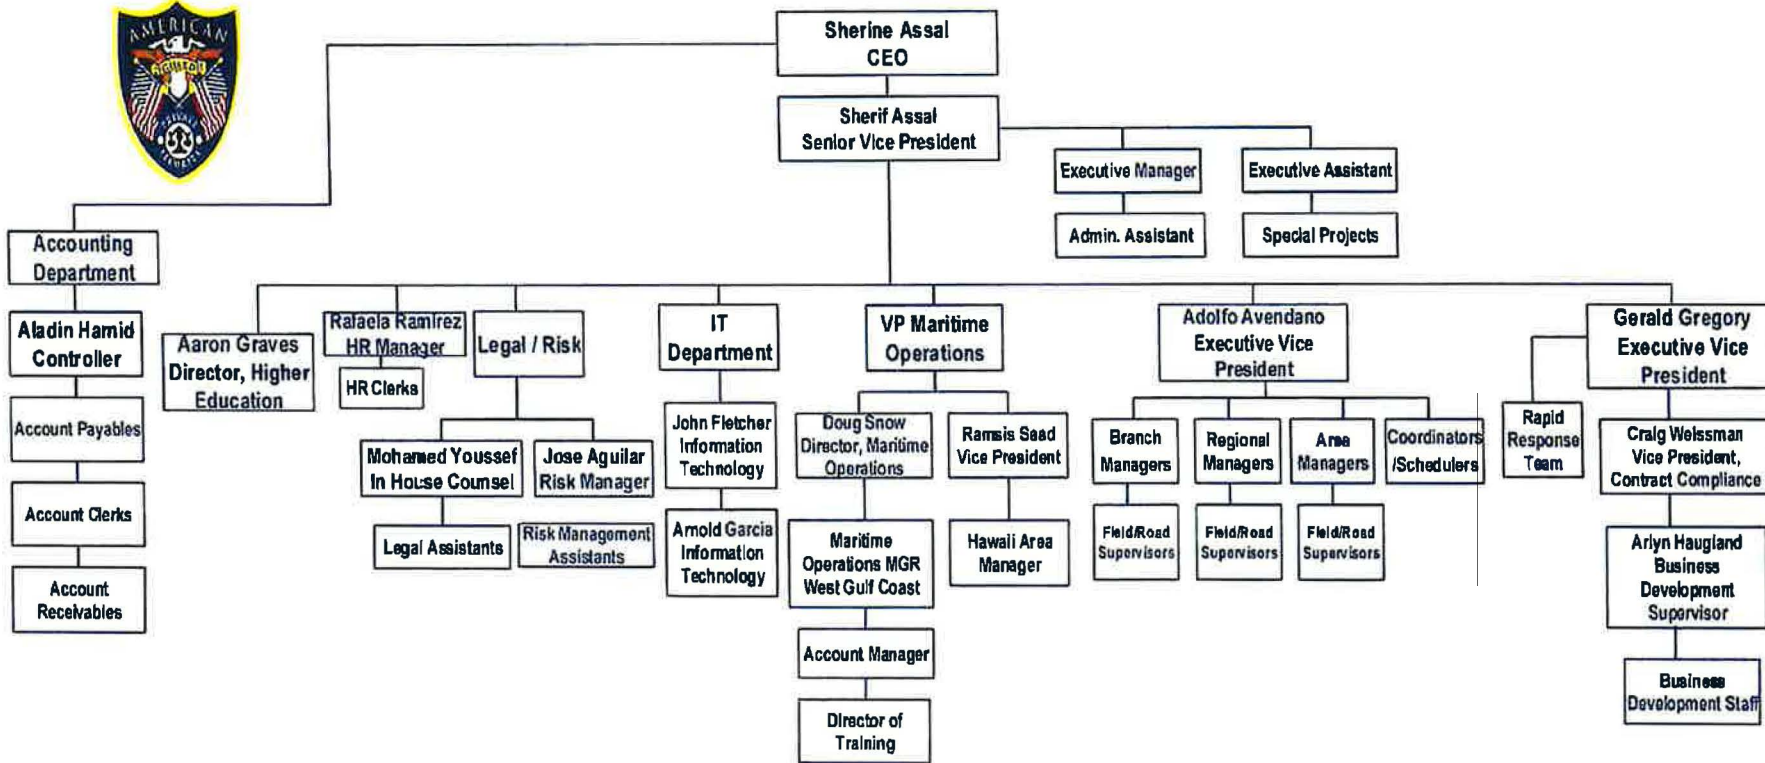 AMERICAN
GUARD
PRIVATE
SECURITY
Sherine Assal
CEO
Sherif Assal
Senior Vice President
Executive Manager
Executive Assistant
Admin. Assistant
Special Projects
Accounting
Department
Aladin Hamid
Controller
Account Payables
Account Clerks
Account
Receivables
Aaron Graves
Director, Higher
Education
Rafaela Ramirez
HR Manager
HR Clerks
Legal / Risk
Mohamed Youssef
In House Counsel
Legal Assistants
Jose Aguilar
Risk Manager
Risk Management
Assistants
IT
Department
John Fletcher
Information
Technology
Arnold Garcia
Information
Technology
VP Maritime
Operations
Doug Snow
Director, Maritime
Operations
Maritime
Operations MGR
West Gulf Coast
Account Manager
Director of
Training
Ramsis Saad
Vice President
Hawaii Area
Manager
Adolfo Avendano
Executive Vice
President
Branch
Managers
Field/Road
Supervisors
Regional
Managers
Field/Road
Supervisors
Area
Managers
Field/Road
Supervisors
Coordinators
/Schedulers
Gerald Gregory
Executive Vice
President
Rapid
Response
Team
Craig Weissman
Vice President,
Contract Compliance
Arlyn Haugland
Business
Development
Supervisor
Business
Development Staff